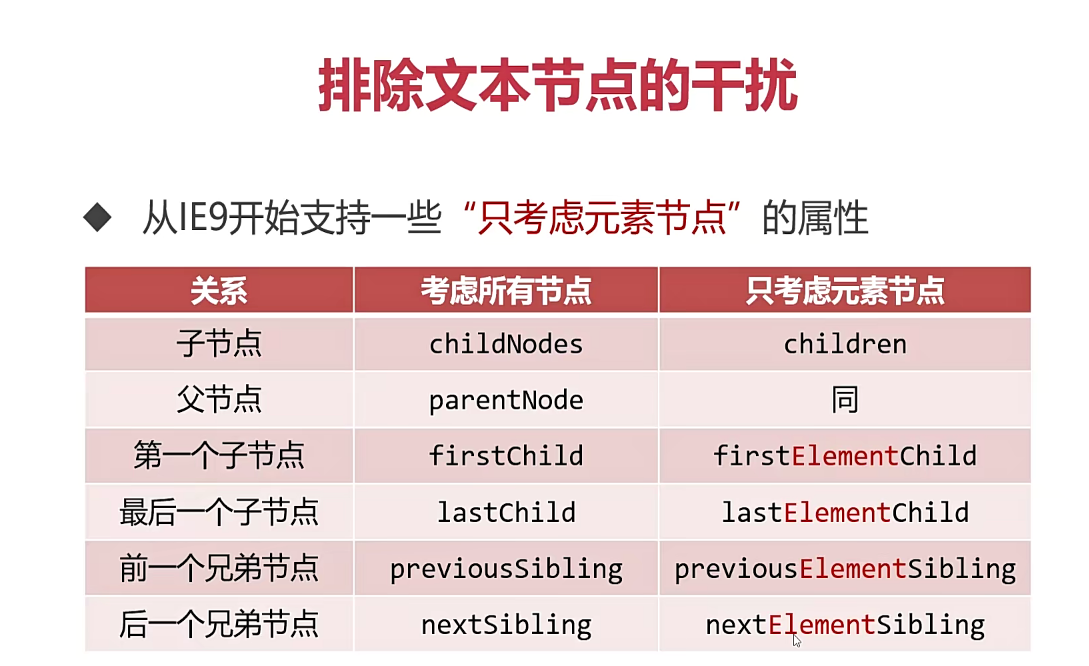 排除文本节点的干扰
◆ 从IE9开始支持一些“只考虑元素节点”的属性
关系 考虑所有节点 只考虑元素节点
子节点 childNodes children
父节点 parentNode 同
第一个子节点 firstChild firstElementChild
最后一个子节点 lastChild lastElementChild
前一个兄弟节点 previousSibling previousElementSibling
后一个兄弟节点 nextSibling nextElementSibling